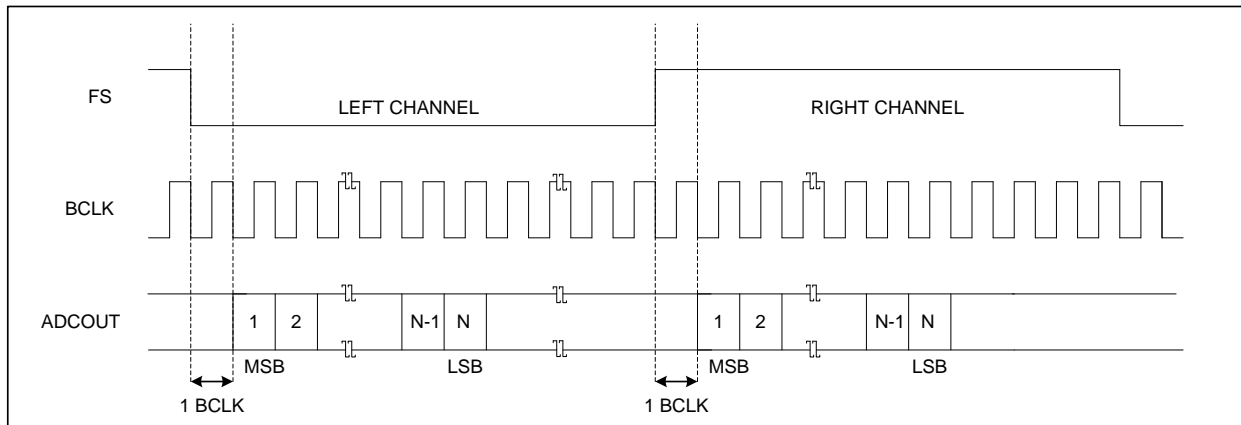 FS
LEFT CHANNEL
RIGHT CHANNEL
BCLK
ADCOUT
1
2
N-1
N
1
2
N-1
N
MSB
LSB
MSB
LSB
1 BCLK
1 BCLK